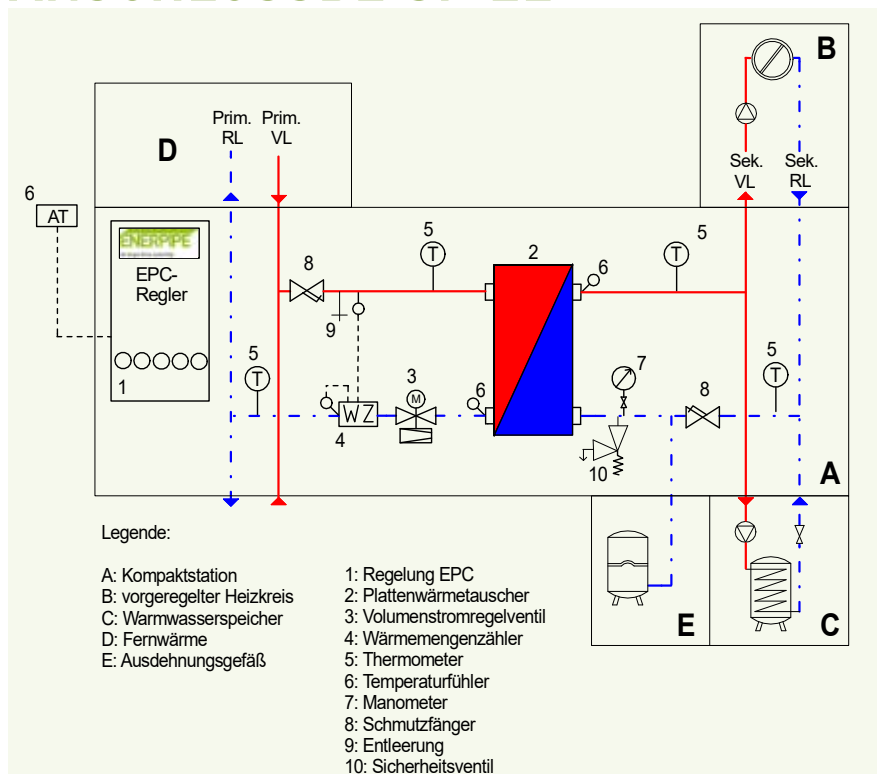 B
Prim. Prim.
RL VL
D
Sek. Sek.
VL RL
6
AT
ENERPIPE
EPC-
Regler
1
5
8
9
5
2
6
5
5
3
M
T
T
T
T
WZ
4
6
7
8
10
5
A
E
C
Legende:
A: Kompaktstation
B: vorgeregelter Heizkreis
C: Warmwasserspeicher
D: Fernwärme
E: Ausdehnungsgefäß
1: Regelung EPC
2: Plattenwärmetauscher
3: Volumenstromregelventil
4: Wärmemengenzähler
5: Thermometer
6: Temperaturfühler
7: Manometer
8: Schmutzfänger
9: Entleerung
10: Sicherheitsventil